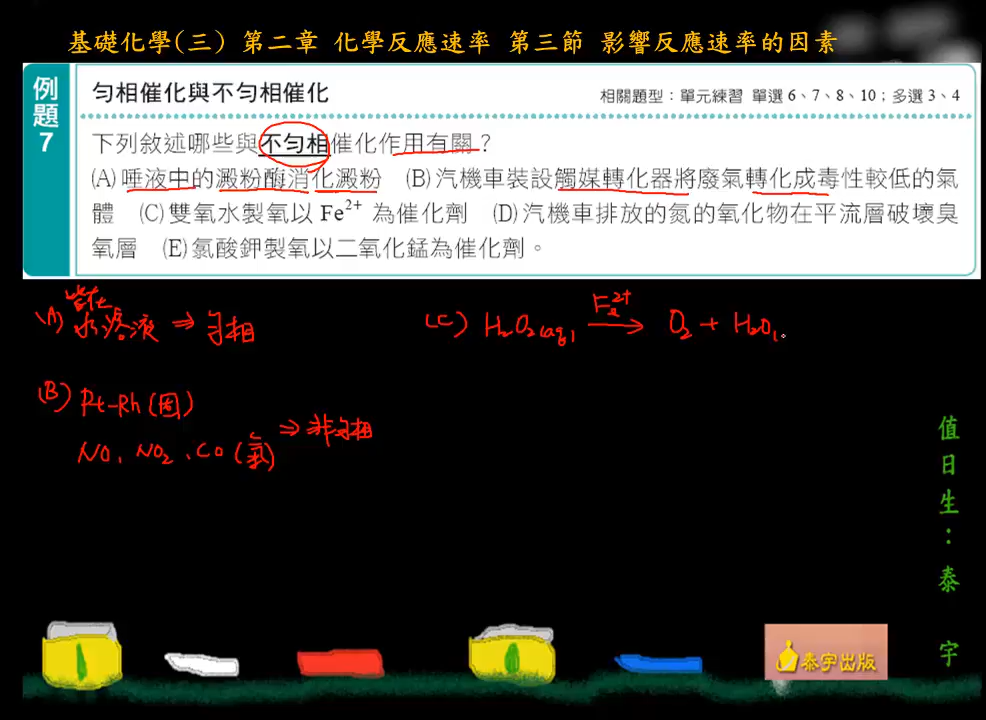 基礎化學(三) 第二章 化學反應速率 第三節 影響反應速率的因素
例題7
勻相催化與不勻相催化
相關題型：單元練習 單選 6、7、8、10；多選 3、4
下列敘述哪些與不勻相催化作用有關？
(A) 唾液中的澱粉酶消化澱粉 (B) 汽機車裝設觸媒轉化器將廢氣轉化成毒性較低的氣
體 (C) 雙氧水製氧以 Fe²⁺ 為催化劑 (D) 汽機車排放的氮的氧化物在平流層破壞臭
氧層 (E) 氯酸鉀製氧以二氧化錳為催化劑。
(A) 水溶液 ⇒ 勻相
(C) H₂O₂(aq) Fe²⁺ → O₂ + H₂O
(B) Pt-Rh (固)
NO、NO₂、CO (氣) ⇒ 非勻相
值日生：泰宇
泰宇出版